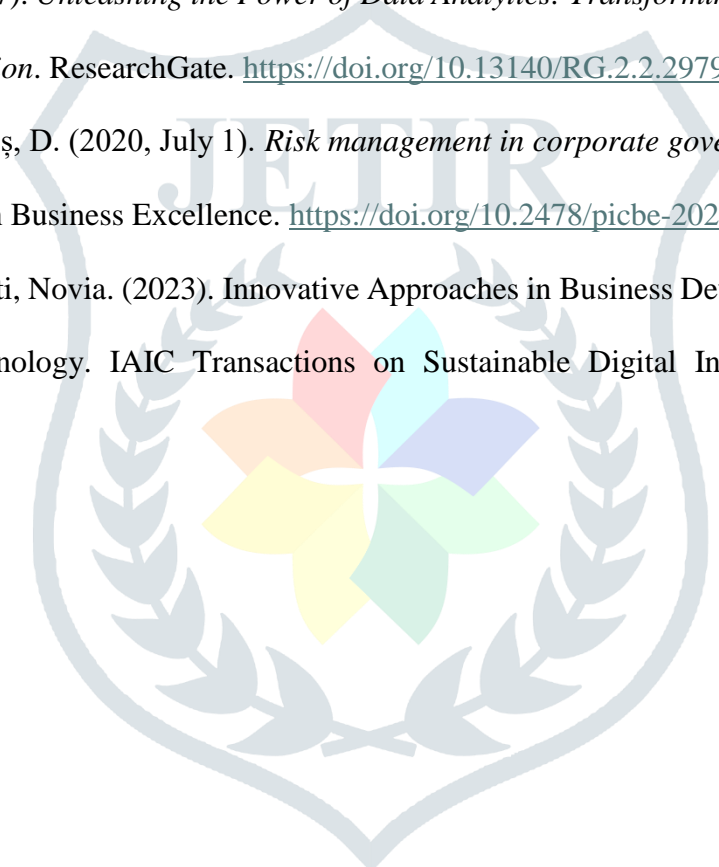 r). Unleashing the Power of Data Analytics: Transformin
ion. ResearchGate. https://doi.org/10.13140/RG.2.2.2979
ș, D. (2020, July 1). Risk management in corporate gove
n Business Excellence. https://doi.org/10.2478/picbe-202
ti, Novia. (2023). Innovative Approaches in Business De
nology. IAIC Transactions on Sustainable Digital In
JETIR